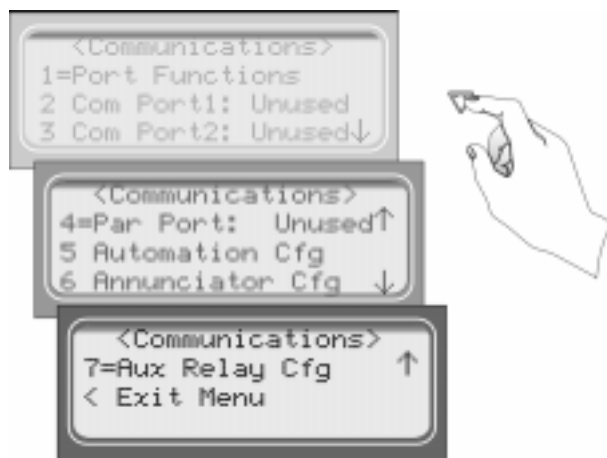 <Communications>
1=Port Functions
2 Com Port1: Unused
3 Com Port2: Unused↓
<Communications>
4=Par Port: Unused↑
5 Automation Cfg
6 Annunciator Cfg ↓
<Communications>
7=Aux Relay Cfg ↑
< Exit Menu